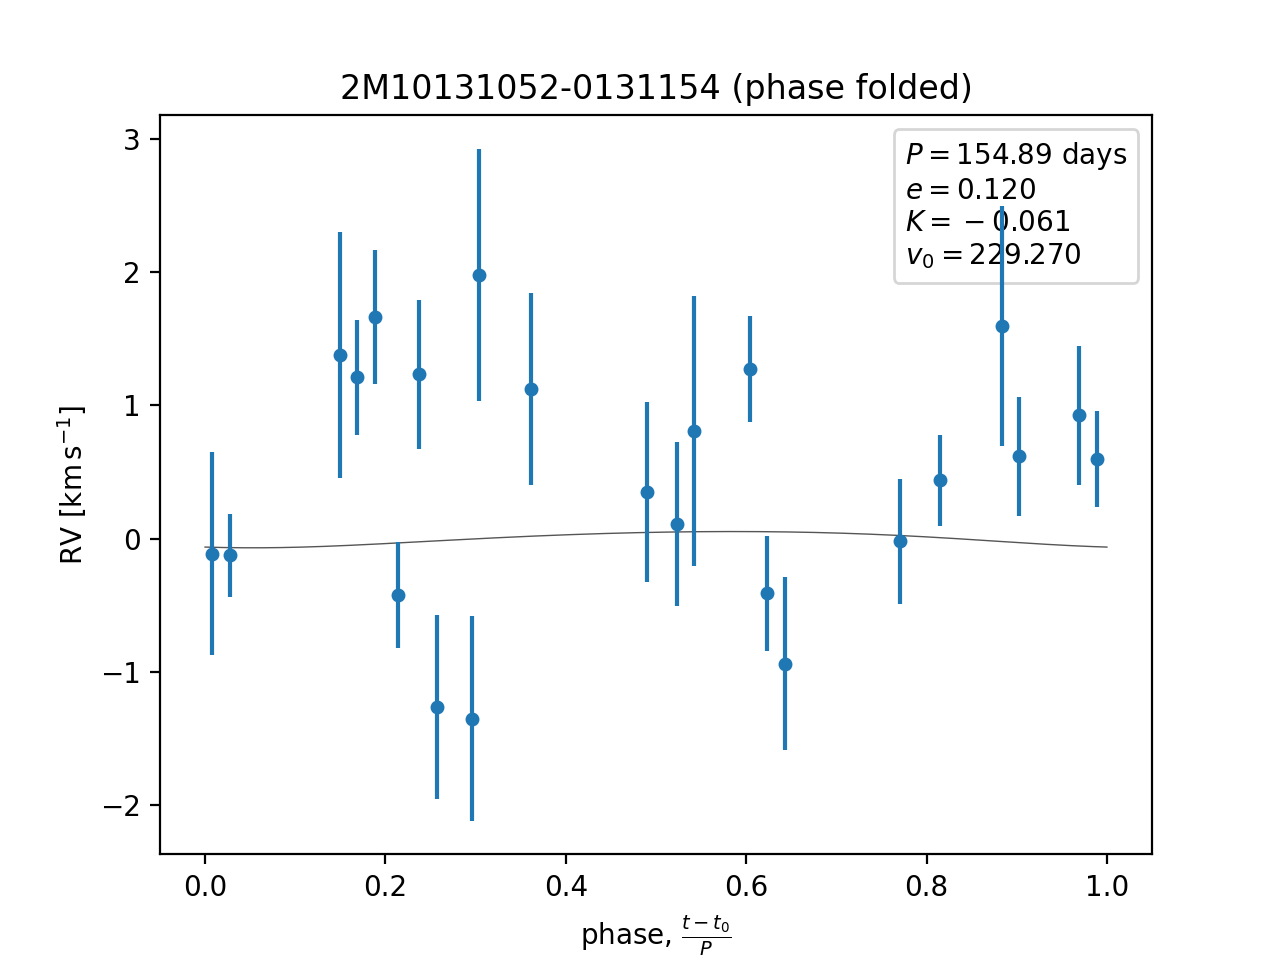 2M10131052-0131154 (phase folded)
P = 154.89 days
e = 0.120
K = −0.061
v₀ = 229.270
3
2
1
0
−1
−2
RV [km s⁻¹]
0.0 0.2 0.4 0.6 0.8 1.0
phase, (t − t₀)/P